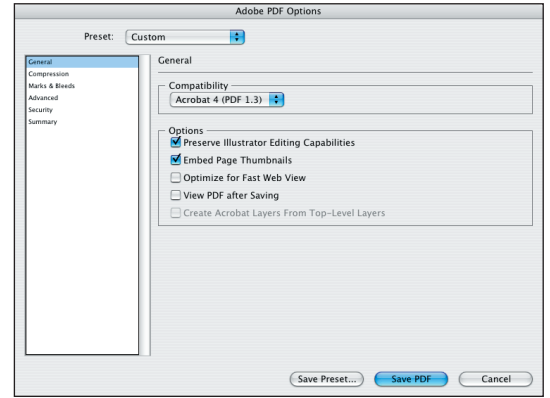 Adobe PDF Options
Preset: Custom
General
Compression
Marks & Bleeds
Advanced
Security
Summary
General
Compatibility
Acrobat 4 (PDF 1.3)
Options
Preserve Illustrator Editing Capabilities
Embed Page Thumbnails
Optimize for Fast Web View
View PDF after Saving
Create Acrobat Layers From Top-Level Layers
Save Preset... Save PDF Cancel